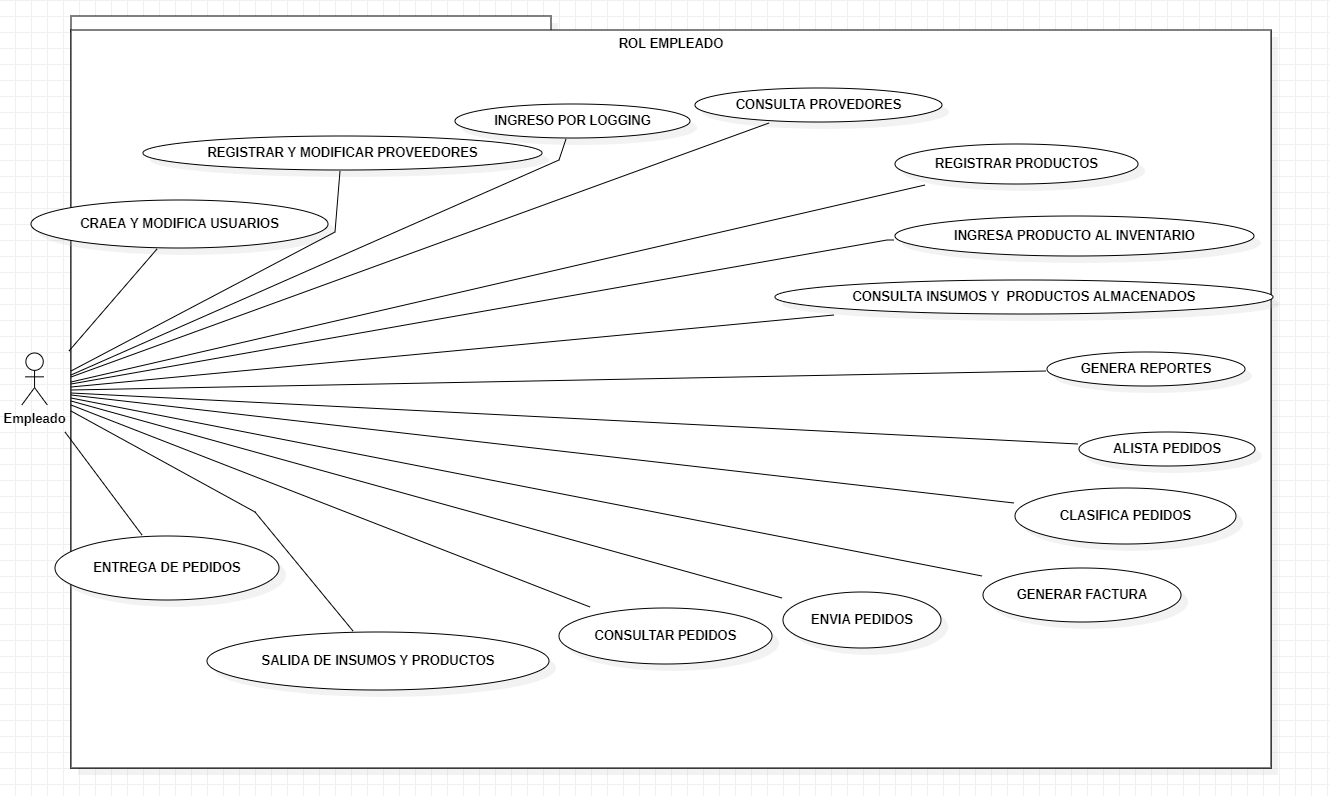 ROL EMPLEADO
CONSULTA PROVEDORES
INGRESO POR LOGGING
REGISTRAR Y MODIFICAR PROVEEDORES
REGISTRAR PRODUCTOS
CRAEA Y MODIFICA USUARIOS
INGRESA PRODUCTO AL INVENTARIO
CONSULTA INSUMOS Y  PRODUCTOS ALMACENADOS
GENERA REPORTES
Empleado
ALISTA PEDIDOS
CLASIFICA PEDIDOS
ENTREGA DE PEDIDOS
GENERAR FACTURA
ENVIA PEDIDOS
CONSULTAR PEDIDOS
SALIDA DE INSUMOS Y PRODUCTOS